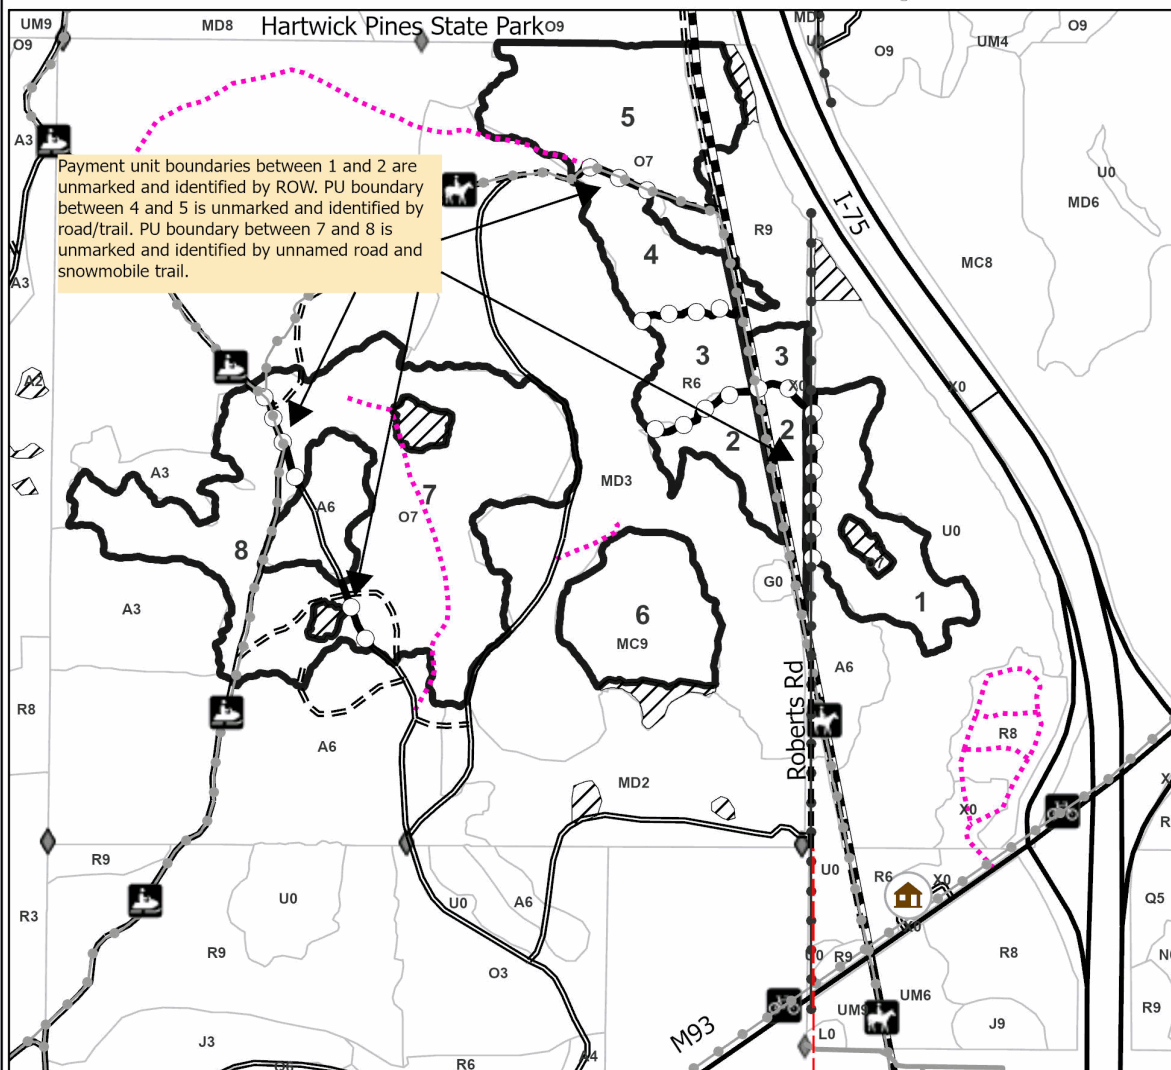 Hartwick Pines State Park
UM9
MD8
O9
MD9
O9
UM4
O9
O9
A3
5
O7
U0
MD6
I-75
R9
MC8
Payment unit boundaries between 1 and 2 are
unmarked and identified by ROW. PU boundary
between 4 and 5 is unmarked and identified by
road/trail. PU boundary between 7 and 8 is
unmarked and identified by unnamed road and
snowmobile trail.
4
A3
3
3
R6
X0
X0
A2
2
2
A3
7
O7
A6
MD3
U0
8
G0
1
A3
6
MC9
A6
Roberts Rd
R8
R8
A6
MD2
X0
R9
U0
R6
X0
U0
U0
A6
Q5
R3
R9
X0
R9
R8
O3
UM6
UM9
J9
R9
L0
M93
J3
R6
A4